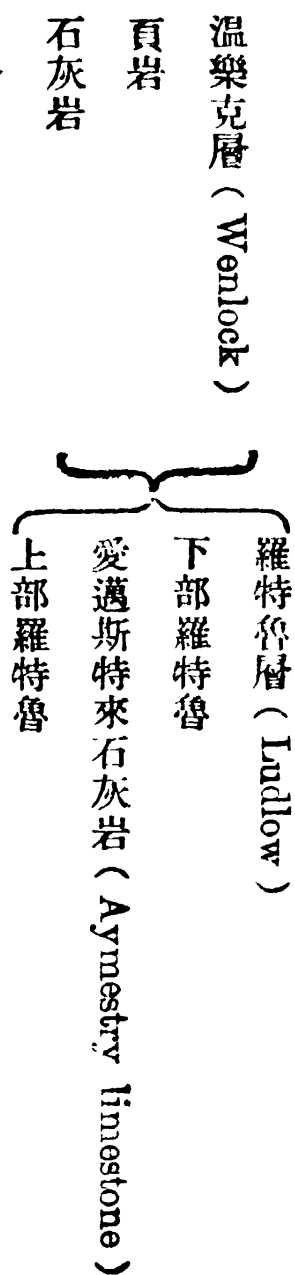 溫樂克層(Wenlock)
頁岩
石灰岩
羅特魯層(Ludlow)
下部羅特魯
愛邁斯特來石灰岩(Aymestry limestone)
上部羅特魯